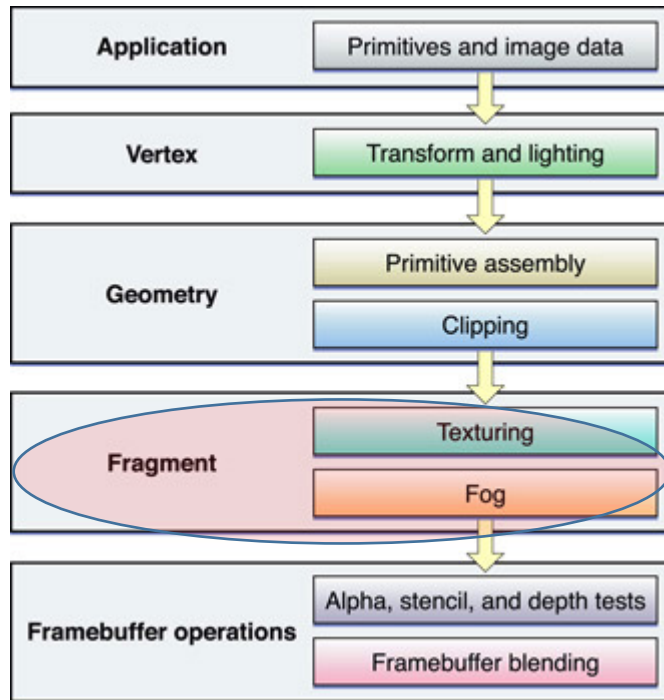 Application
Primitives and image data
Vertex
Transform and lighting
Geometry
Primitive assembly
Clipping
Fragment
Texturing
Fog
Framebuffer operations
Alpha, stencil, and depth tests
Framebuffer blending